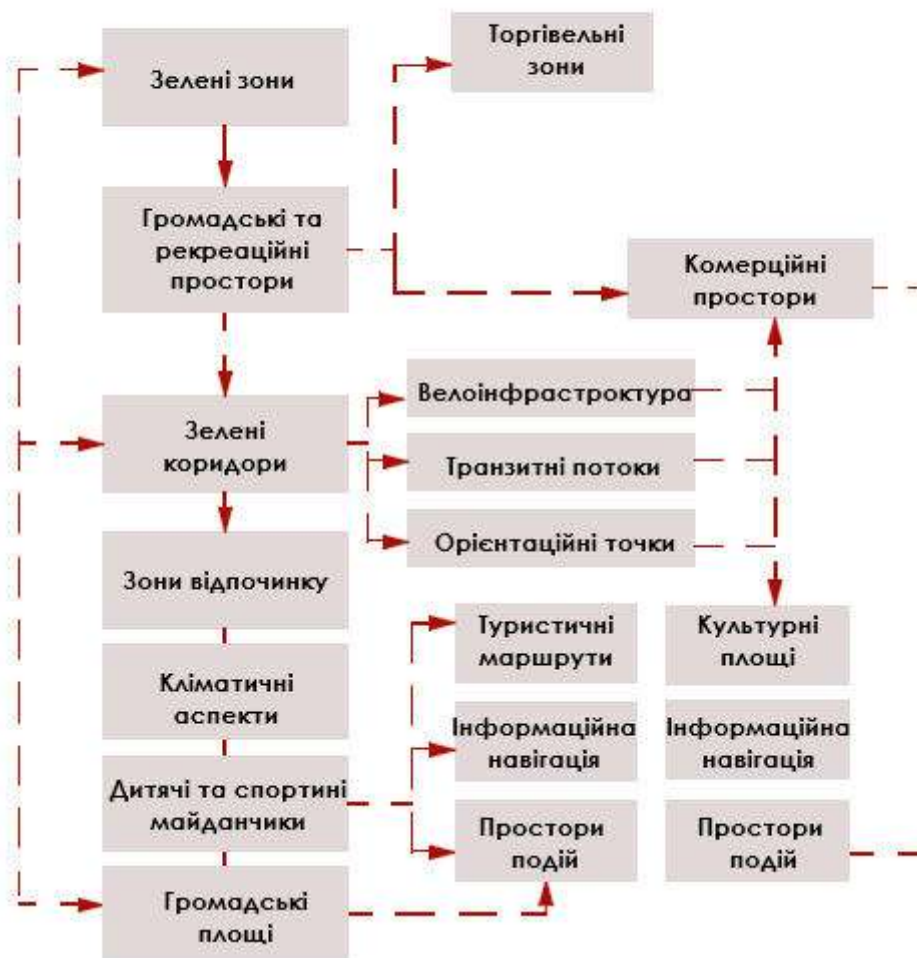 Зелені зони
Торгівельні
зони
Громадські та
рекреаційні
простори
Комерційні
простори
Зелені
коридори
Велоінфраструктура
Транзитні потоки
Орієнтаційні точки
Зони відпочинку
Кліматичні
аспекти
Дитячі та спортині
майданчики
Громадські
площі
Туристичні
маршрути
Інформаційна
навігація
Простори
подій
Культурні
площі
Інформаційна
навігація
Простори
подій